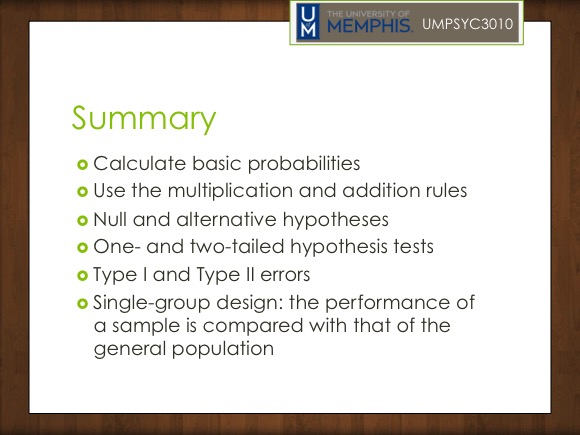 UM
THE UNIVERSITY OF
MEMPHIS.
UMPSYC3010
Summary
Calculate basic probabilities
Use the multiplication and addition rules
Null and alternative hypotheses
One- and two-tailed hypothesis tests
Type I and Type II errors
Single-group design: the performance of
a sample is compared with that of the
general population